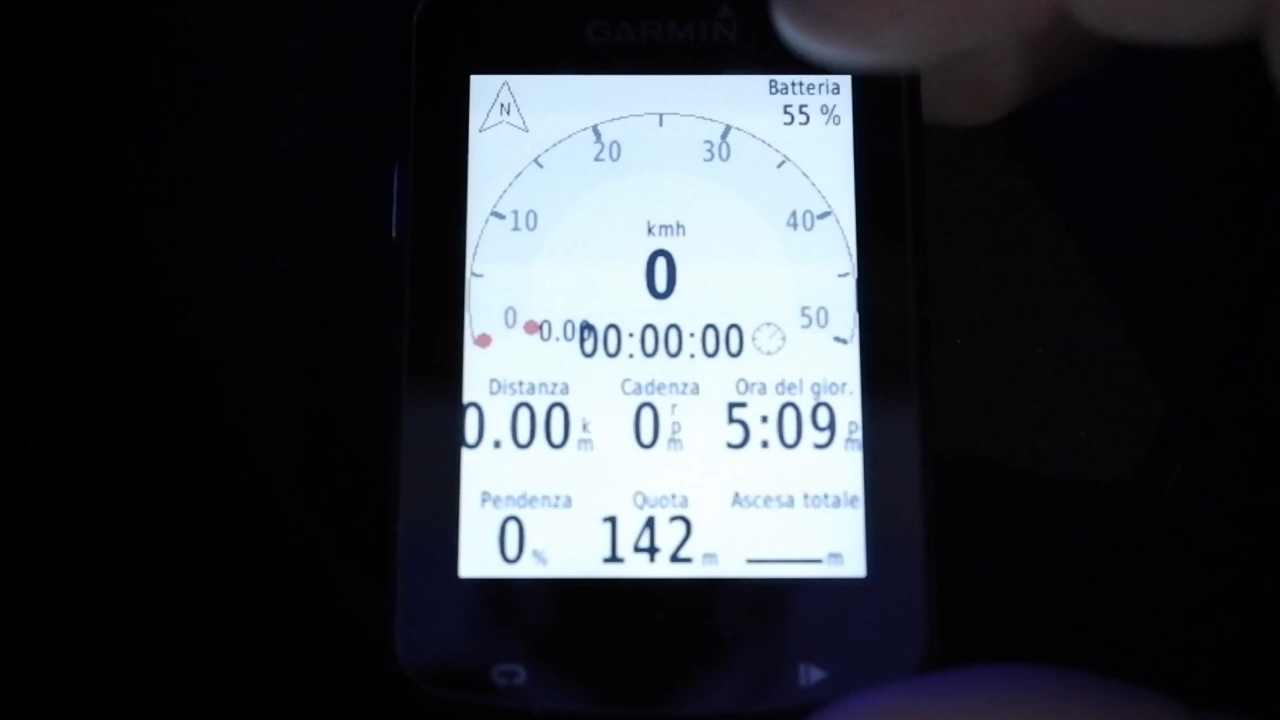 GARMIN
N
Batteria
55 %
20 30
10 40
kmh
0
0 50
0.00
00:00:00
Distanza Cadenza Ora del gior.
0.00 km 0 rpm 5:09 pm
Pendenza Quota Ascesa totale
0 % 142 m ____ m